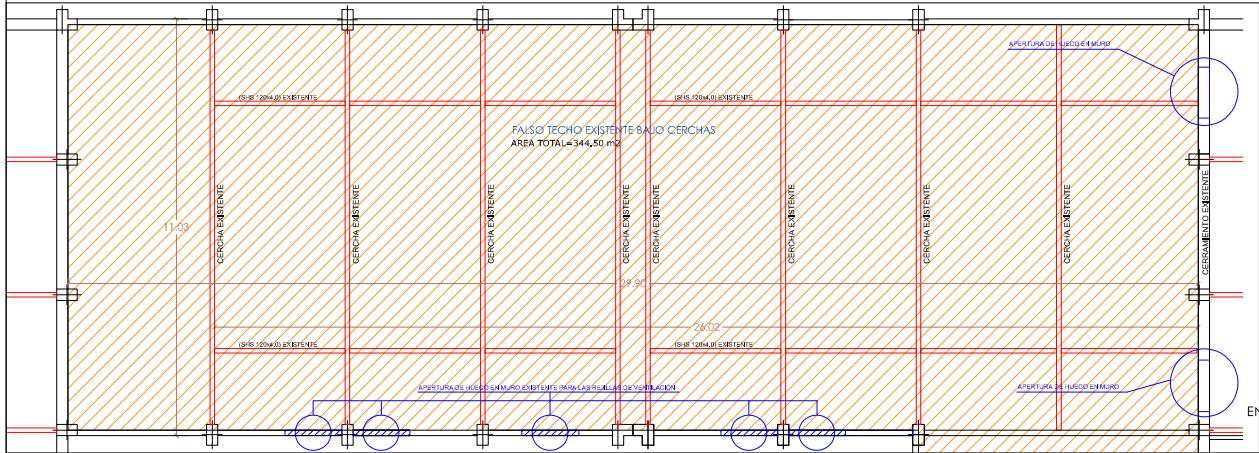 APERTURA DE HUECO EN MURO
(SHS 120x4,0) EXISTENTE
(SHS 120x4,0) EXISTENTE
FALSO TECHO EXISTENTE BAJO CERCHAS
AREA TOTAL=344,50 m2
CERCHA EXISTENTE
CERCHA EXISTENTE
CERCHA EXISTENTE
CERCHA EXISTENTE
CERCHA EXISTENTE
CERCHA EXISTENTE
CERCHA EXISTENTE
CERCHA EXISTENTE
CERRAMIENTO EXISTENTE
11.03
29.90
26.02
(SHS 120x4,0) EXISTENTE
(SHS 120x4,0) EXISTENTE
APERTURA DE HUECO EN MURO EXISTENTE PARA LAS REJILLAS DE VENTILACIÓN
APERTURA DE HUECO EN MURO
EN